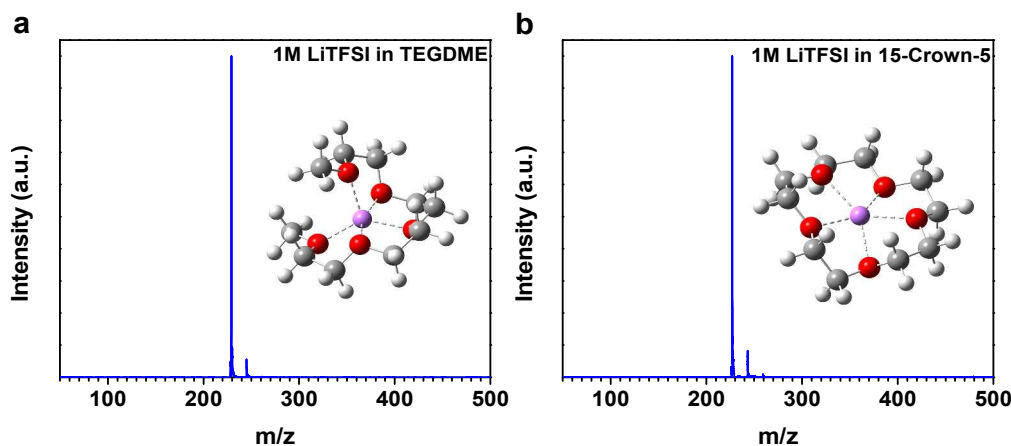 a
1M LiTFSI in TEGDME
Intensity (a.u.)
100 200 300 400 500
m/z
b
1M LiTFSI in 15-Crown-5
Intensity (a.u.)
100 200 300 400 500
m/z